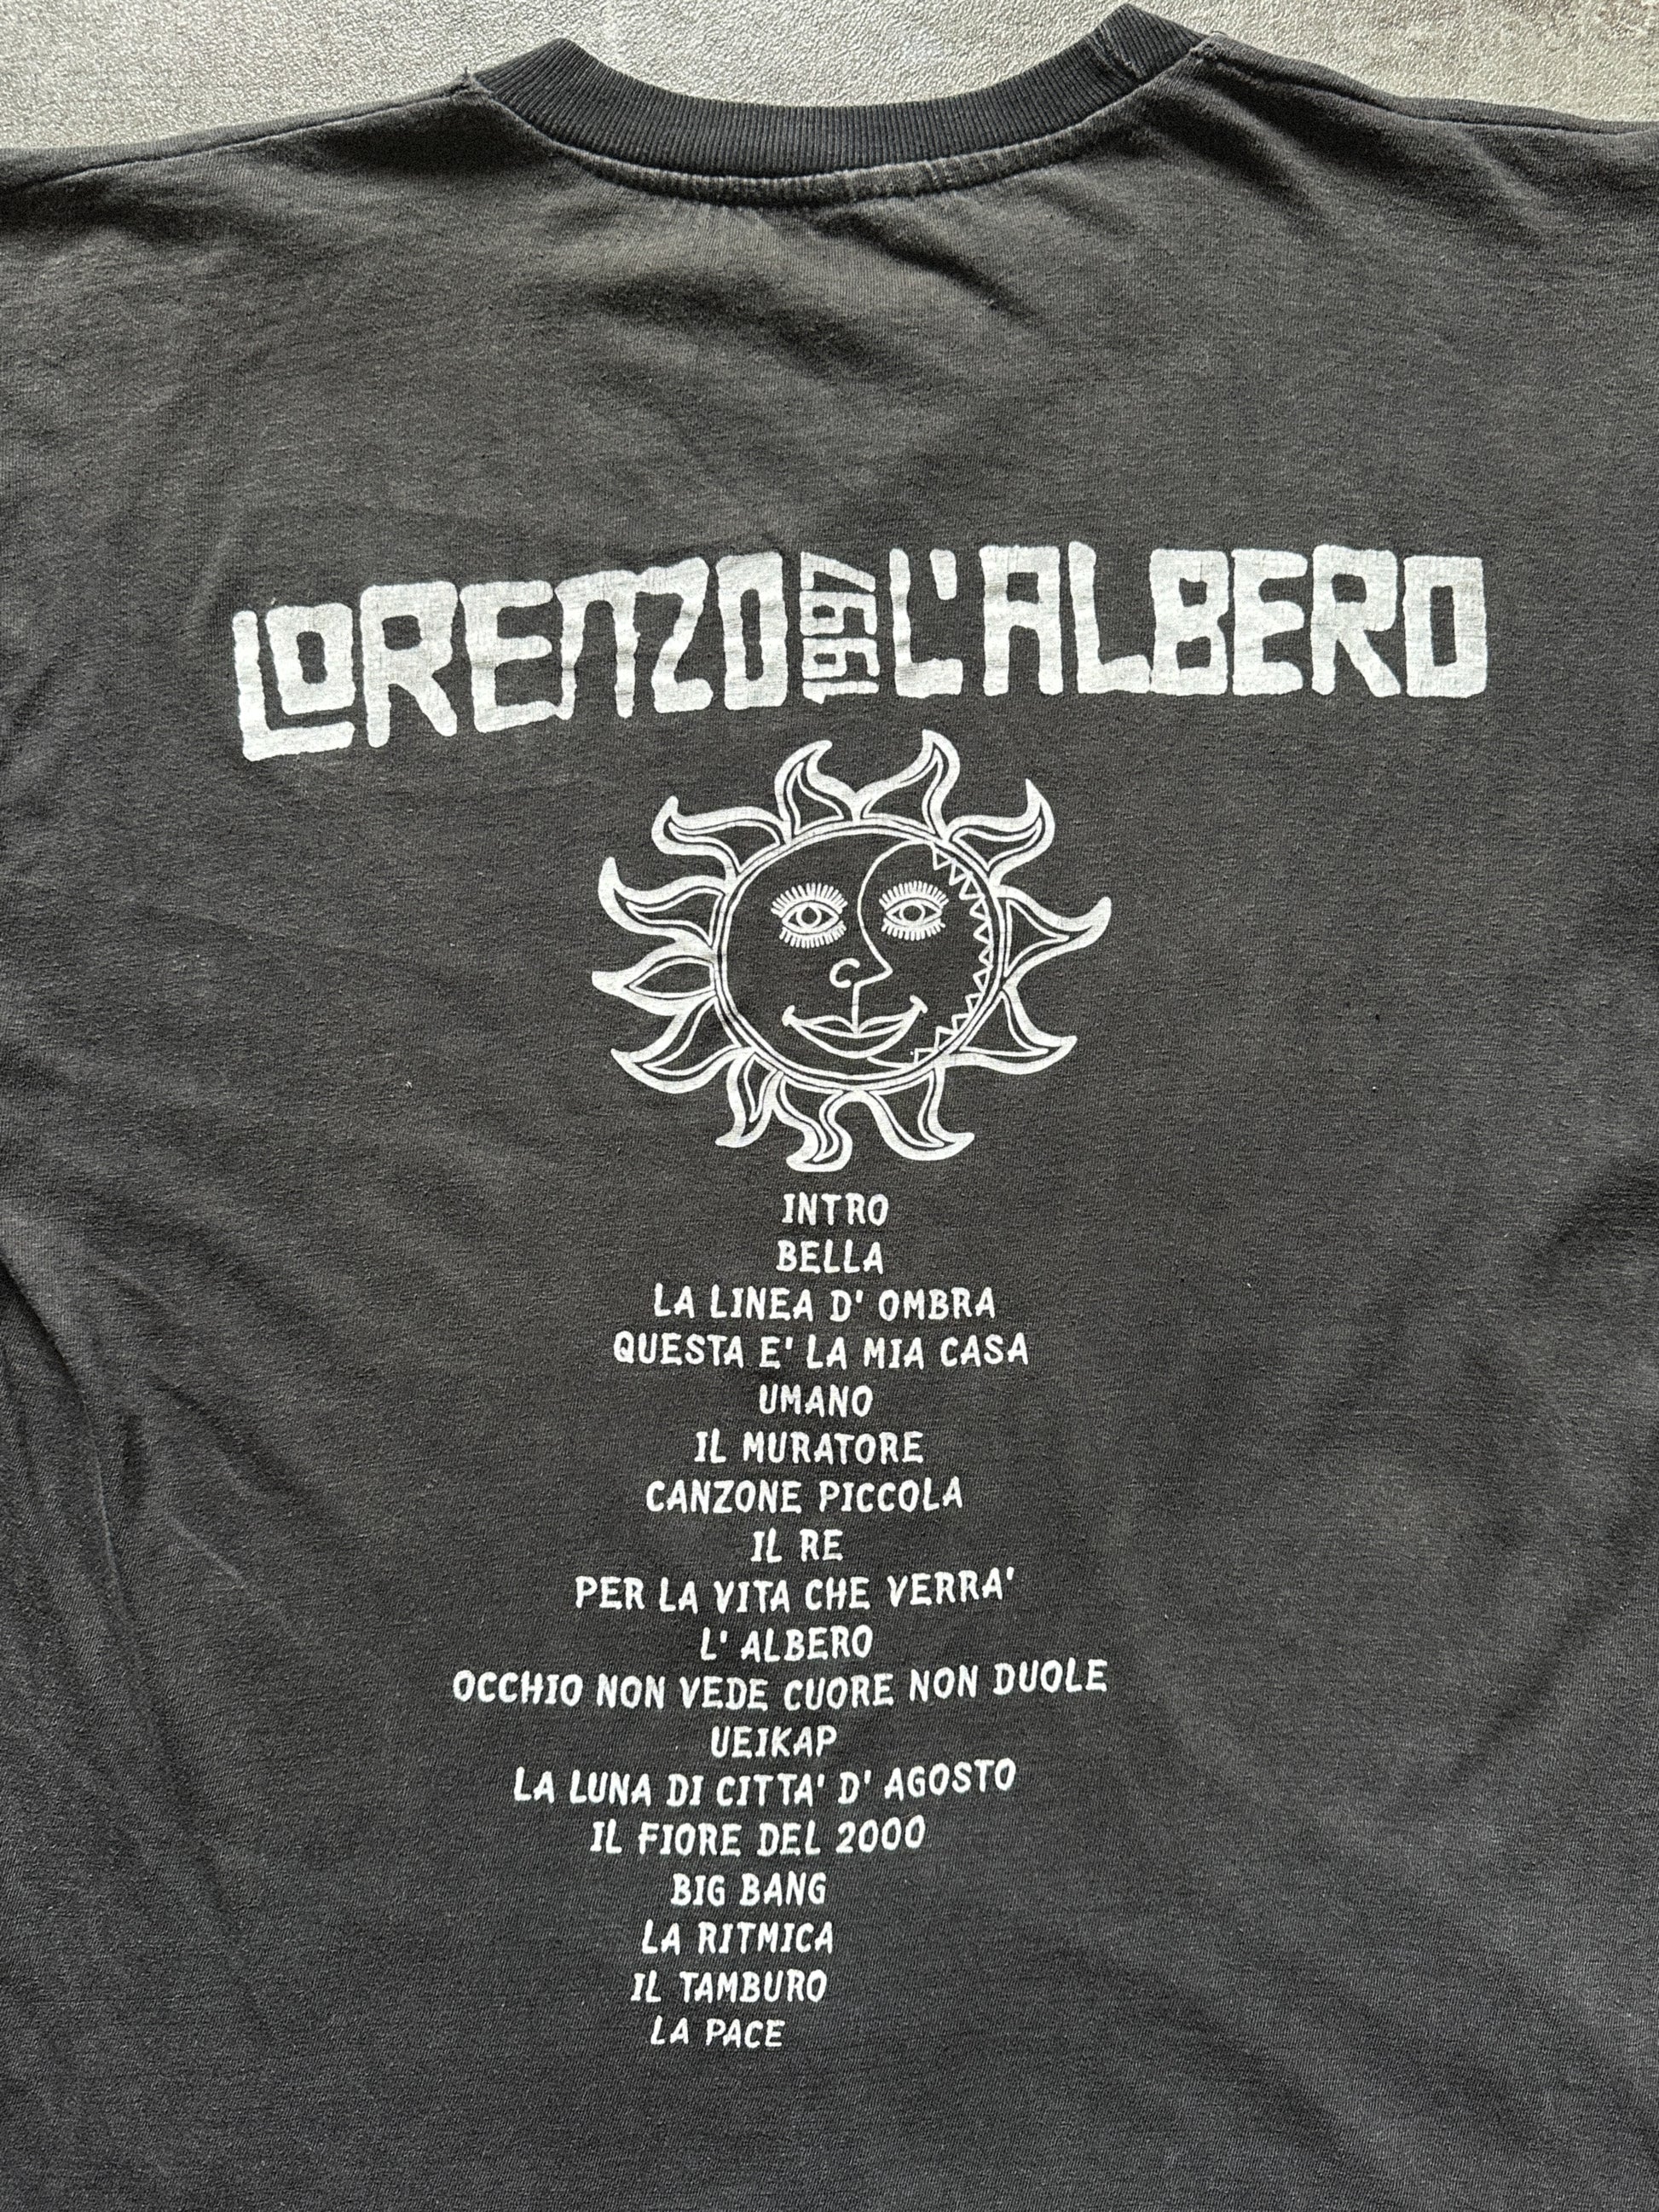 LORENZO 1997 L'ALBERO
INTRO
BELLA
LA LINEA D' OMBRA
QUESTA E' LA MIA CASA
UMANO
IL MURATORE
CANZONE PICCOLA
IL RE
PER LA VITA CHE VERRA'
L' ALBERO
OCCHIO NON VEDE CUORE NON DUOLE
UEIKAP
LA LUNA DI CITTA' D' AGOSTO
IL FIORE DEL 2000
BIG BANG
LA RITMICA
IL TAMBURO
LA PACE